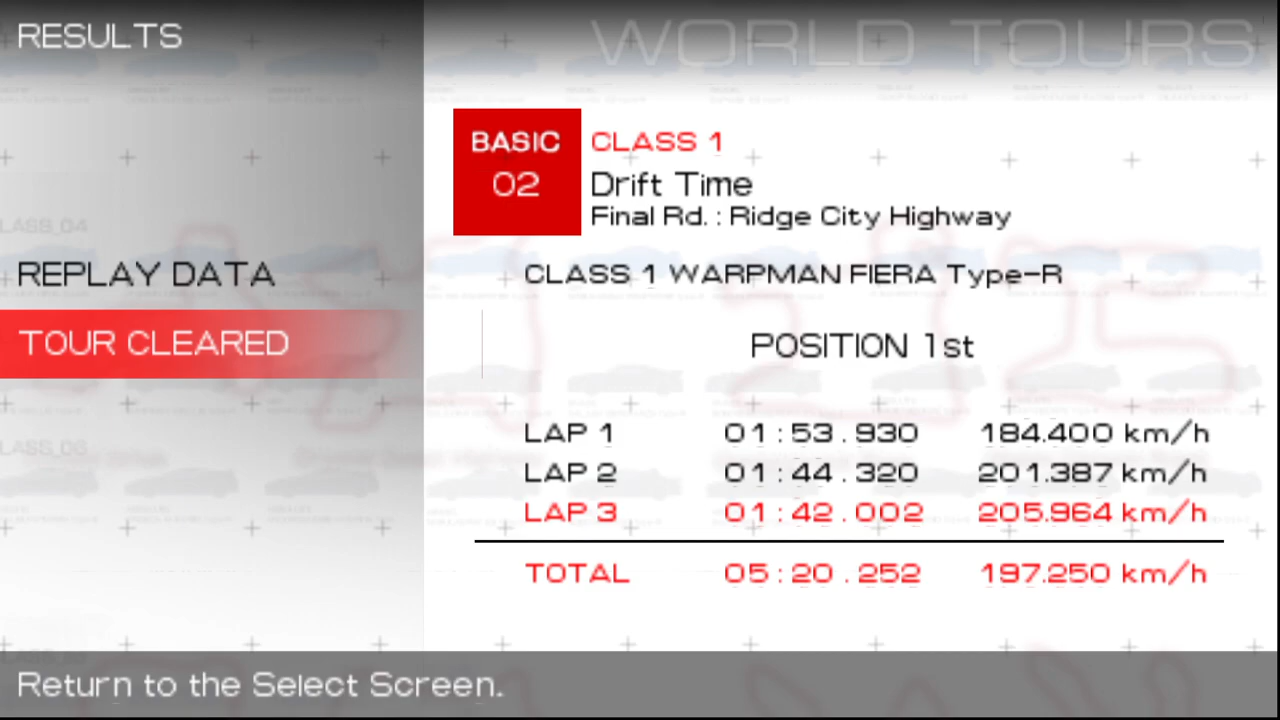 RESULTS
WORLD TOURS
BASIC
02
CLASS 1
Drift Time
Final Rd. : Ridge City Highway
REPLAY DATA
CLASS 1 WARPMAN FIERA Type-R
TOUR CLEARED
POSITION 1st
LAP 1 01:53.930 184.400 km/h
LAP 2 01:44.320 201.387 km/h
LAP 3 01:42.002 205.964 km/h
TOTAL 05:20.252 197.250 km/h
Return to the Select Screen.